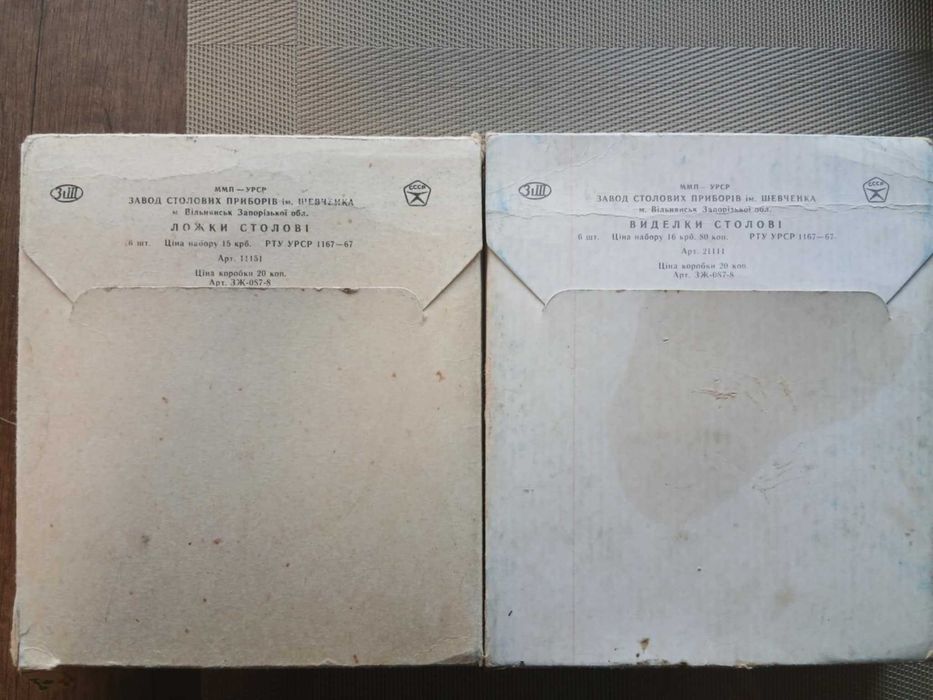 ММП—УРСР
ЗАВОД СТОЛОВИХ ПРИБОРІВ ім. ШЕВЧЕНКА
м. Вільнянськ Запорізької обл.
ЛОЖКИ СТОЛОВІ
6 шт. Ціна набору 15 крб. РТУ УРСР 1167—67
Арт. 11151
Ціна коробки 20 коп.
Арт. ЗЖ-087-8
СССР
ММП— УРСР
ЗАВОД СТОЛОВИХ ПРИБОРІВ ім. ШЕВЧЕНКА
м. Вільнянськ Запорізької обл.
ВИДЕЛКИ СТОЛОВІ
6 шт. Ціна набору 16 крб. 80 коп. РТУ УРСР 1167—67
Арт. 21111
Ціна коробки 20 коп
Арт. ЗЖ-087-8
СССР